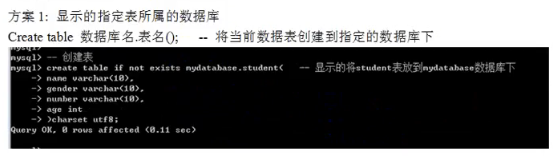 方案 1: 显示的指定表所属的数据库
Create table 数据库名.表名();    -- 将当前数据表创建到指定的数据库下
mysql>
mysql> -- 创建表
mysql> create table if not exists mydatabase.student(   -- 显示的将student表放到mydatabase数据库下
    -> name varchar(10),
    -> gender varchar(10),
    -> number varchar(10),
    -> age int
    -> )charset utf8;
Query OK, 0 rows affected (0.11 sec)
mysql>